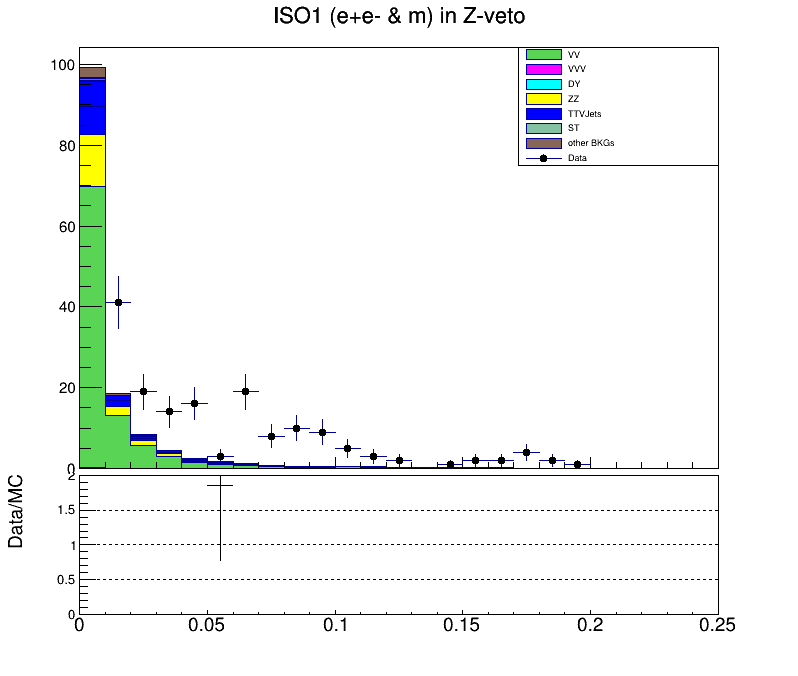 ISO1 (e+e- & m) in Z-veto
VV
VVV
DY
ZZ
TTVJets
ST
other BKGs
Data
100
80
60
40
20
0
Data/MC
2
1.5
1
0.5
0
0 0.05 0.1 0.15 0.2 0.25